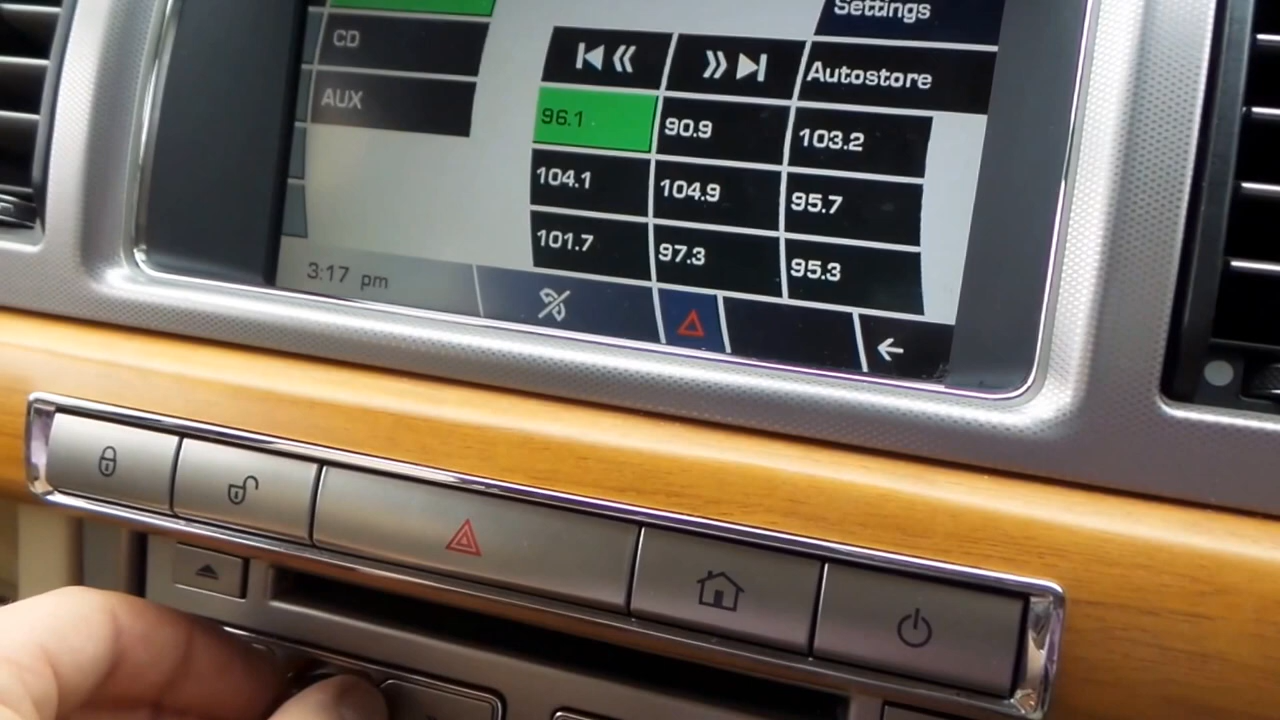 Settings
CD
AUX
Autostore
96.1 90.9 103.2
104.1 104.9 95.7
101.7 97.3 95.3
3:17 pm